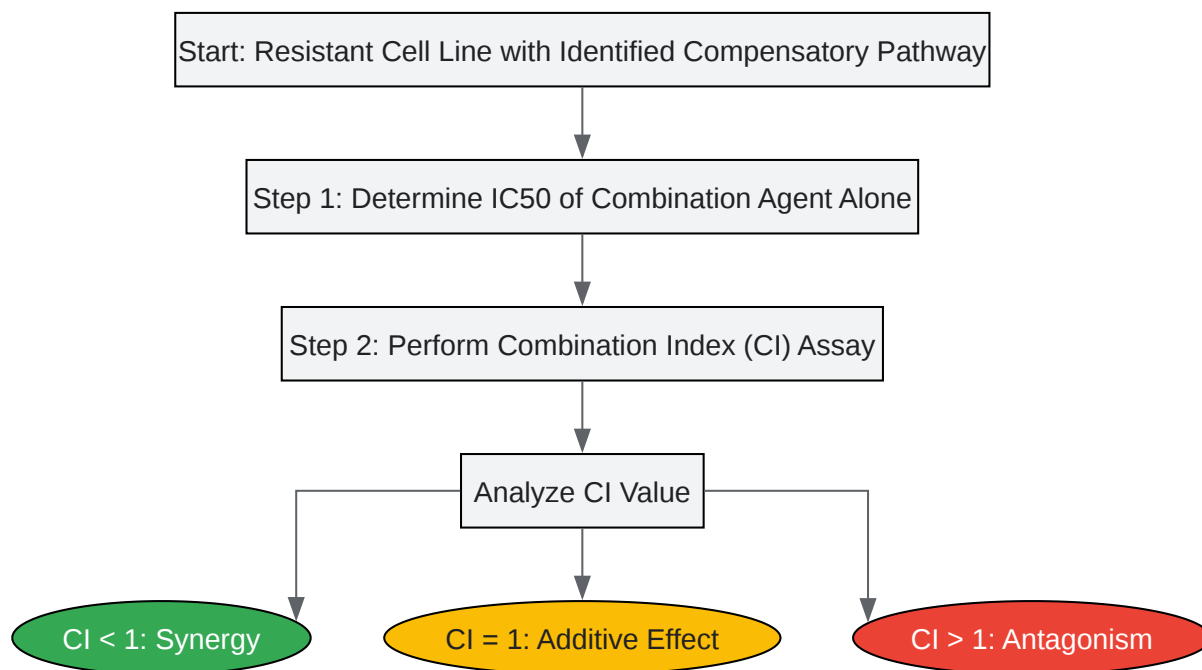 Start: Resistant Cell Line with Identified Compensatory Pathway
Step 1: Determine IC50 of Combination Agent Alone
Step 2: Perform Combination Index (CI) Assay
Analyze CI Value
CI < 1: Synergy
CI = 1: Additive Effect
CI > 1: Antagonism